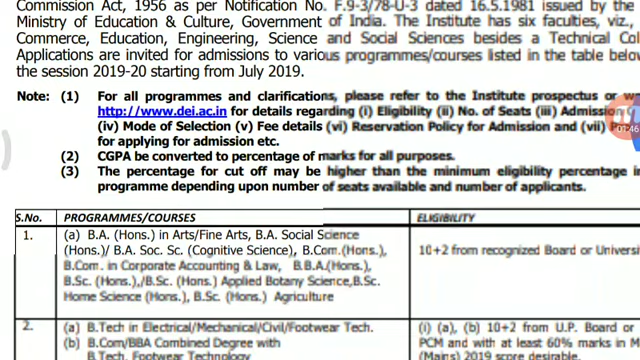 Commission Act, 1956 as per Notification No. F.9-3/78-U-3 dated 16.5.1981 issued by the
Ministry of Education & Culture, Government of India. The Institute has six faculties, viz.,
Commerce, Education, Engineering, Science and Social Sciences besides a Technical Col
Applications are invited for admissions to various programmes/courses listed in the table below
the session 2019-20 starting from July 2019.
Note: (1) For all programmes and clarifications, please refer to the Institute prospectus or
http://www.dei.ac.in for details regarding (i) Eligibility (ii) No. of Seats (iii) Admission
(iv) Mode of Selection (v) Fee details (vi) Reservation Policy for Admission and (vii)
for applying for admission etc.
01:46
(2) CGPA be converted to percentage of marks for all purposes.
(3) The percentage for cut off may be higher than the minimum eligibility percentage in
programme depending upon number of seats available and number of applicants.
S.No. PROGRAMMES/COURSES ELIGIBILITY
1. (a) B.A. (Hons.) in Arts/Fine Arts, B.A. Social Science
(Hons.)/ B.A. Soc. Sc. (Cognitive Science), B.Com.(Hons.),
B.Com. in Corporate Accounting & Law, B.B.A.(Hons.),
B.Sc. (Hons.),/B.Sc. (Hons.) Applied Botany Science,B.Sc.
Home Science (Hons.), B.Sc. (Hons.) Agriculture
10+2 from recognized Board or Universi
2. (a) B.Tech in Electrical/Mechanical/Civil/Footwear Tech.
(b) B.Com/BBA Combined Degree with
B.Tech. Footwear Technology
(i) (a), (b) 10+2 from U.P. Board or
PCM and with at least 60% marks in M
(Mains) 2019 score desirable.